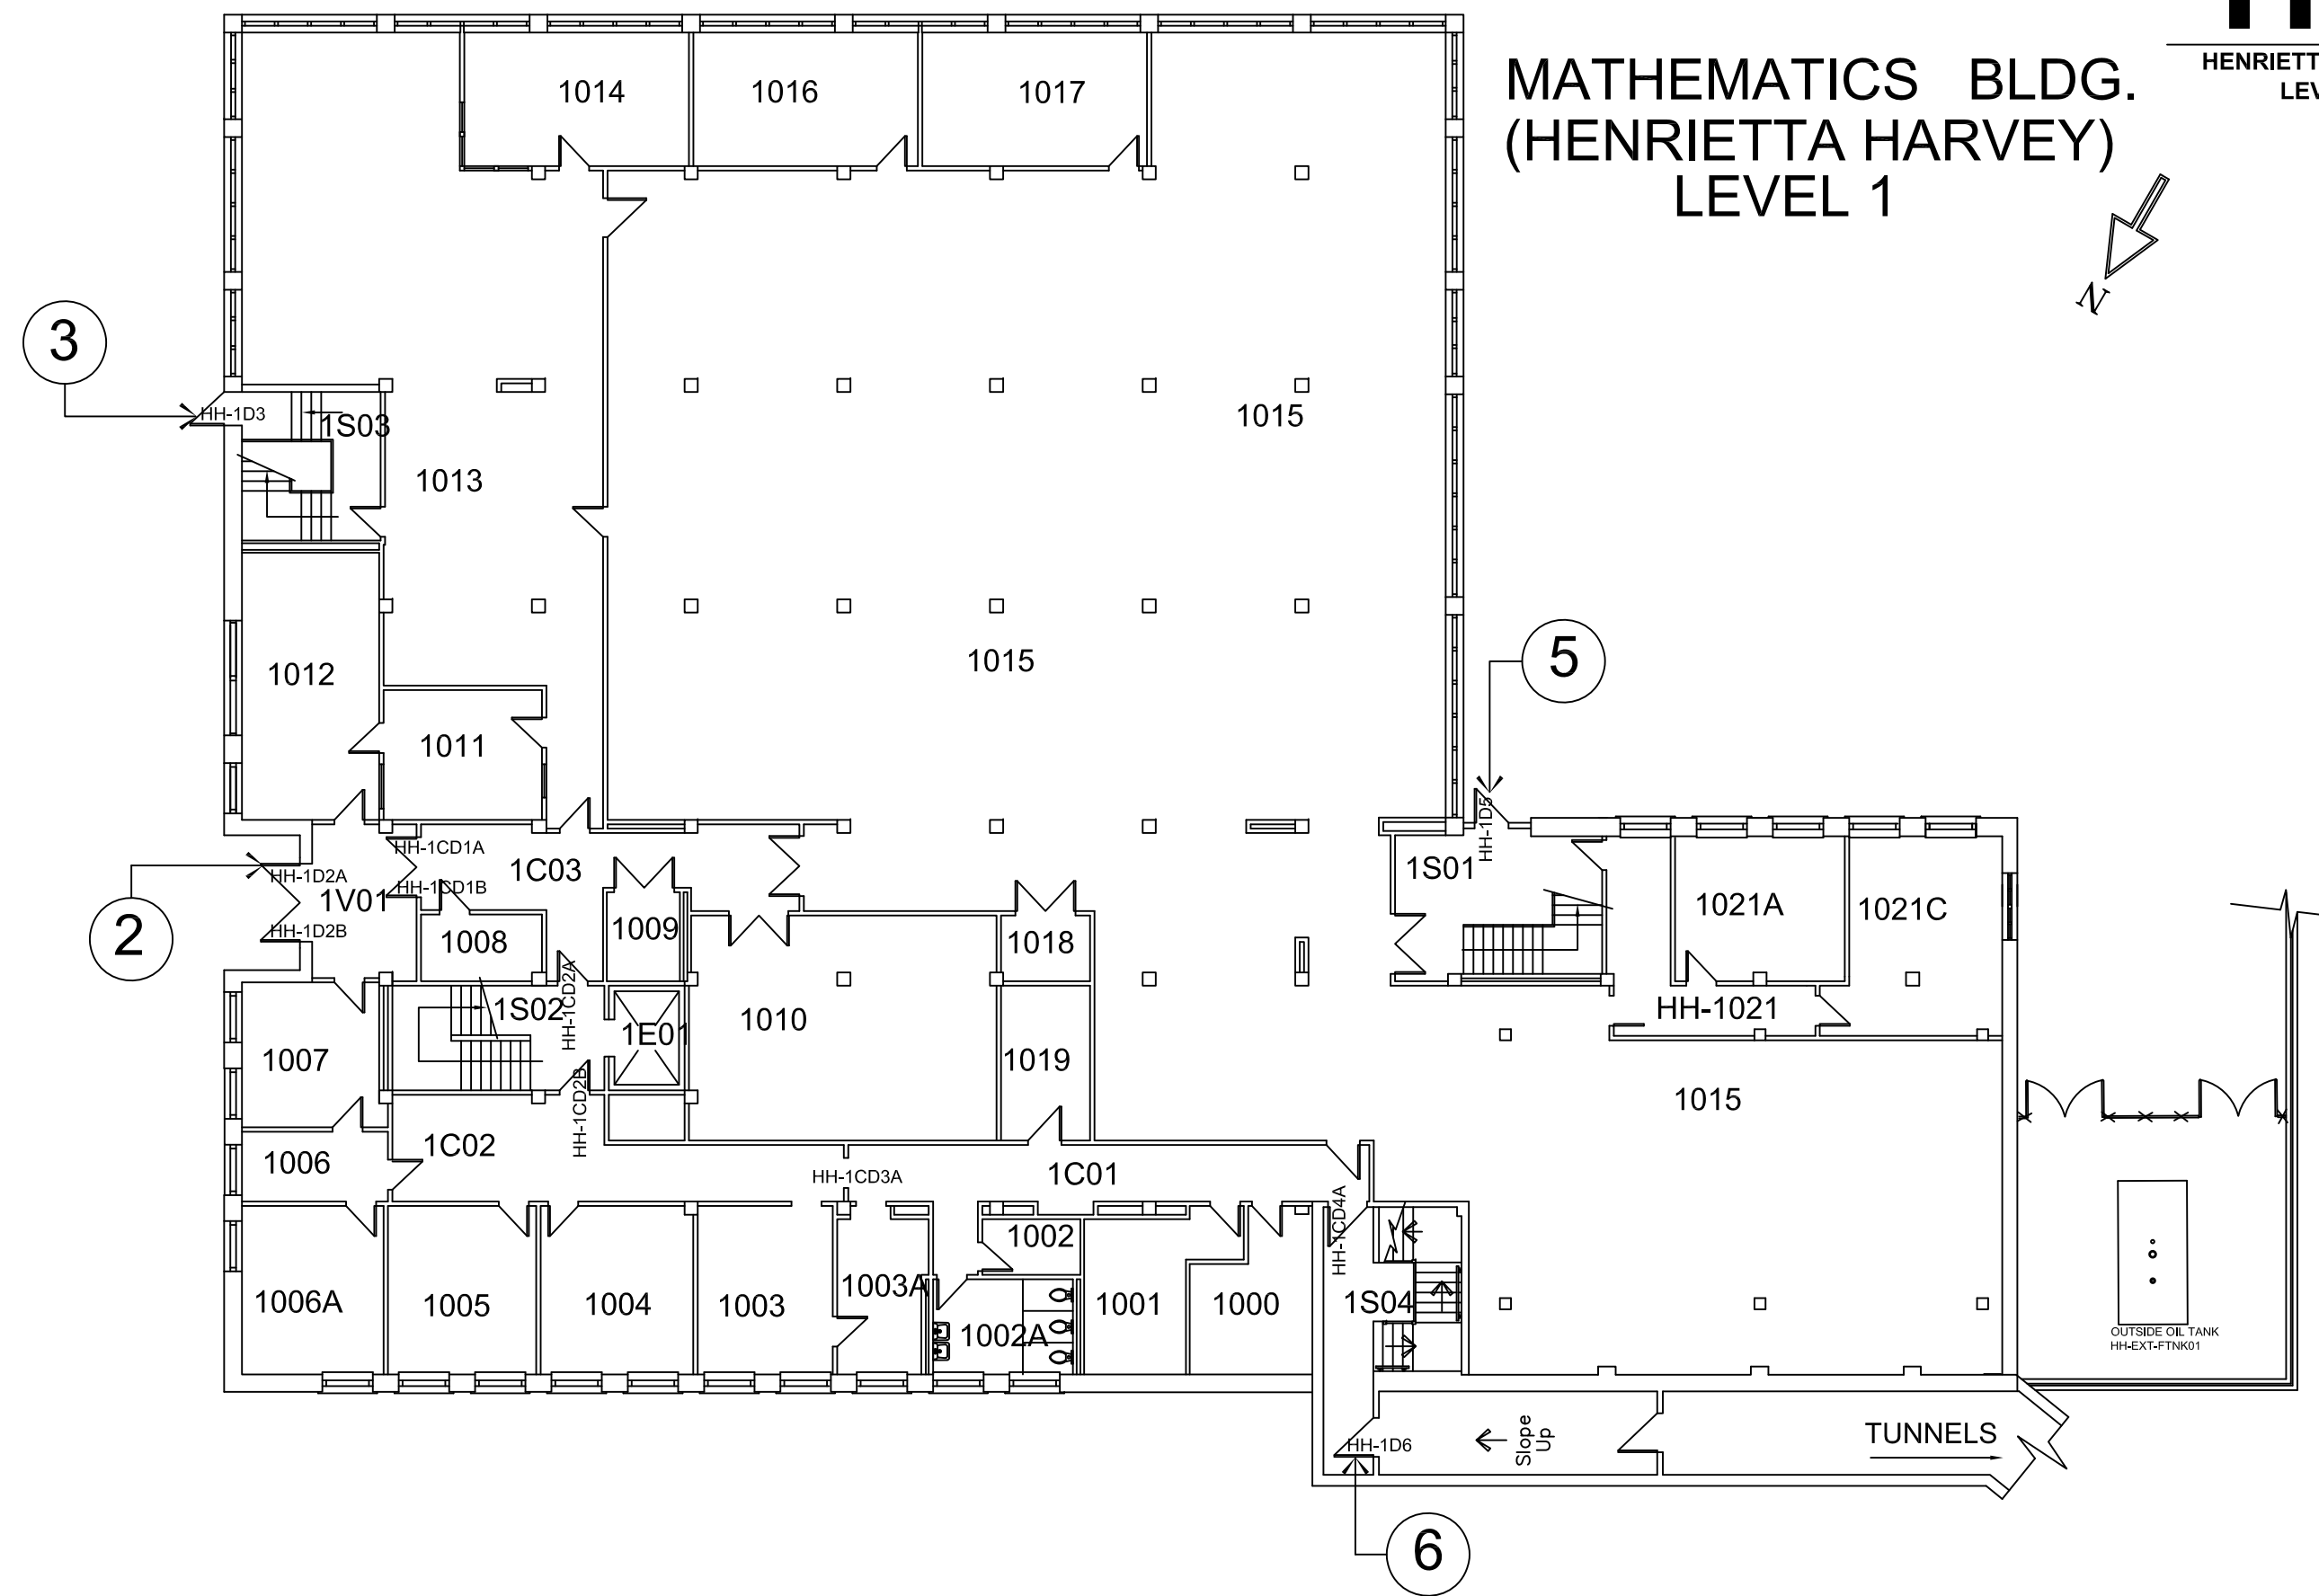 HENRIETT
LEV
MATHEMATICS BLDG.
(HENRIETTA HARVEY)
LEVEL 1
N
1014
1016
1017
3
HH-1D3
1S03
1013
1015
1012
1015
5
1011
HH-1D5
HH-1CD1A
1C03
1S01
2
HH-1D2A
HH-1CD1B
1V01
HH-1D2B
1008
1009
1018
1021A
1021C
HH-1CD2A
1S02
1E01
1010
HH-1021
1007
1019
1015
HH-1CD2B
1006
1C02
HH-1CD3A
1C01
HH-1CD4A
1002
1006A
1005
1004
1003
1003A
1002A
1001
1000
1S04
OUTSIDE OIL TANK
HH-EXT-FTNK01
HH-1D6
Slope
Up
TUNNELS
6